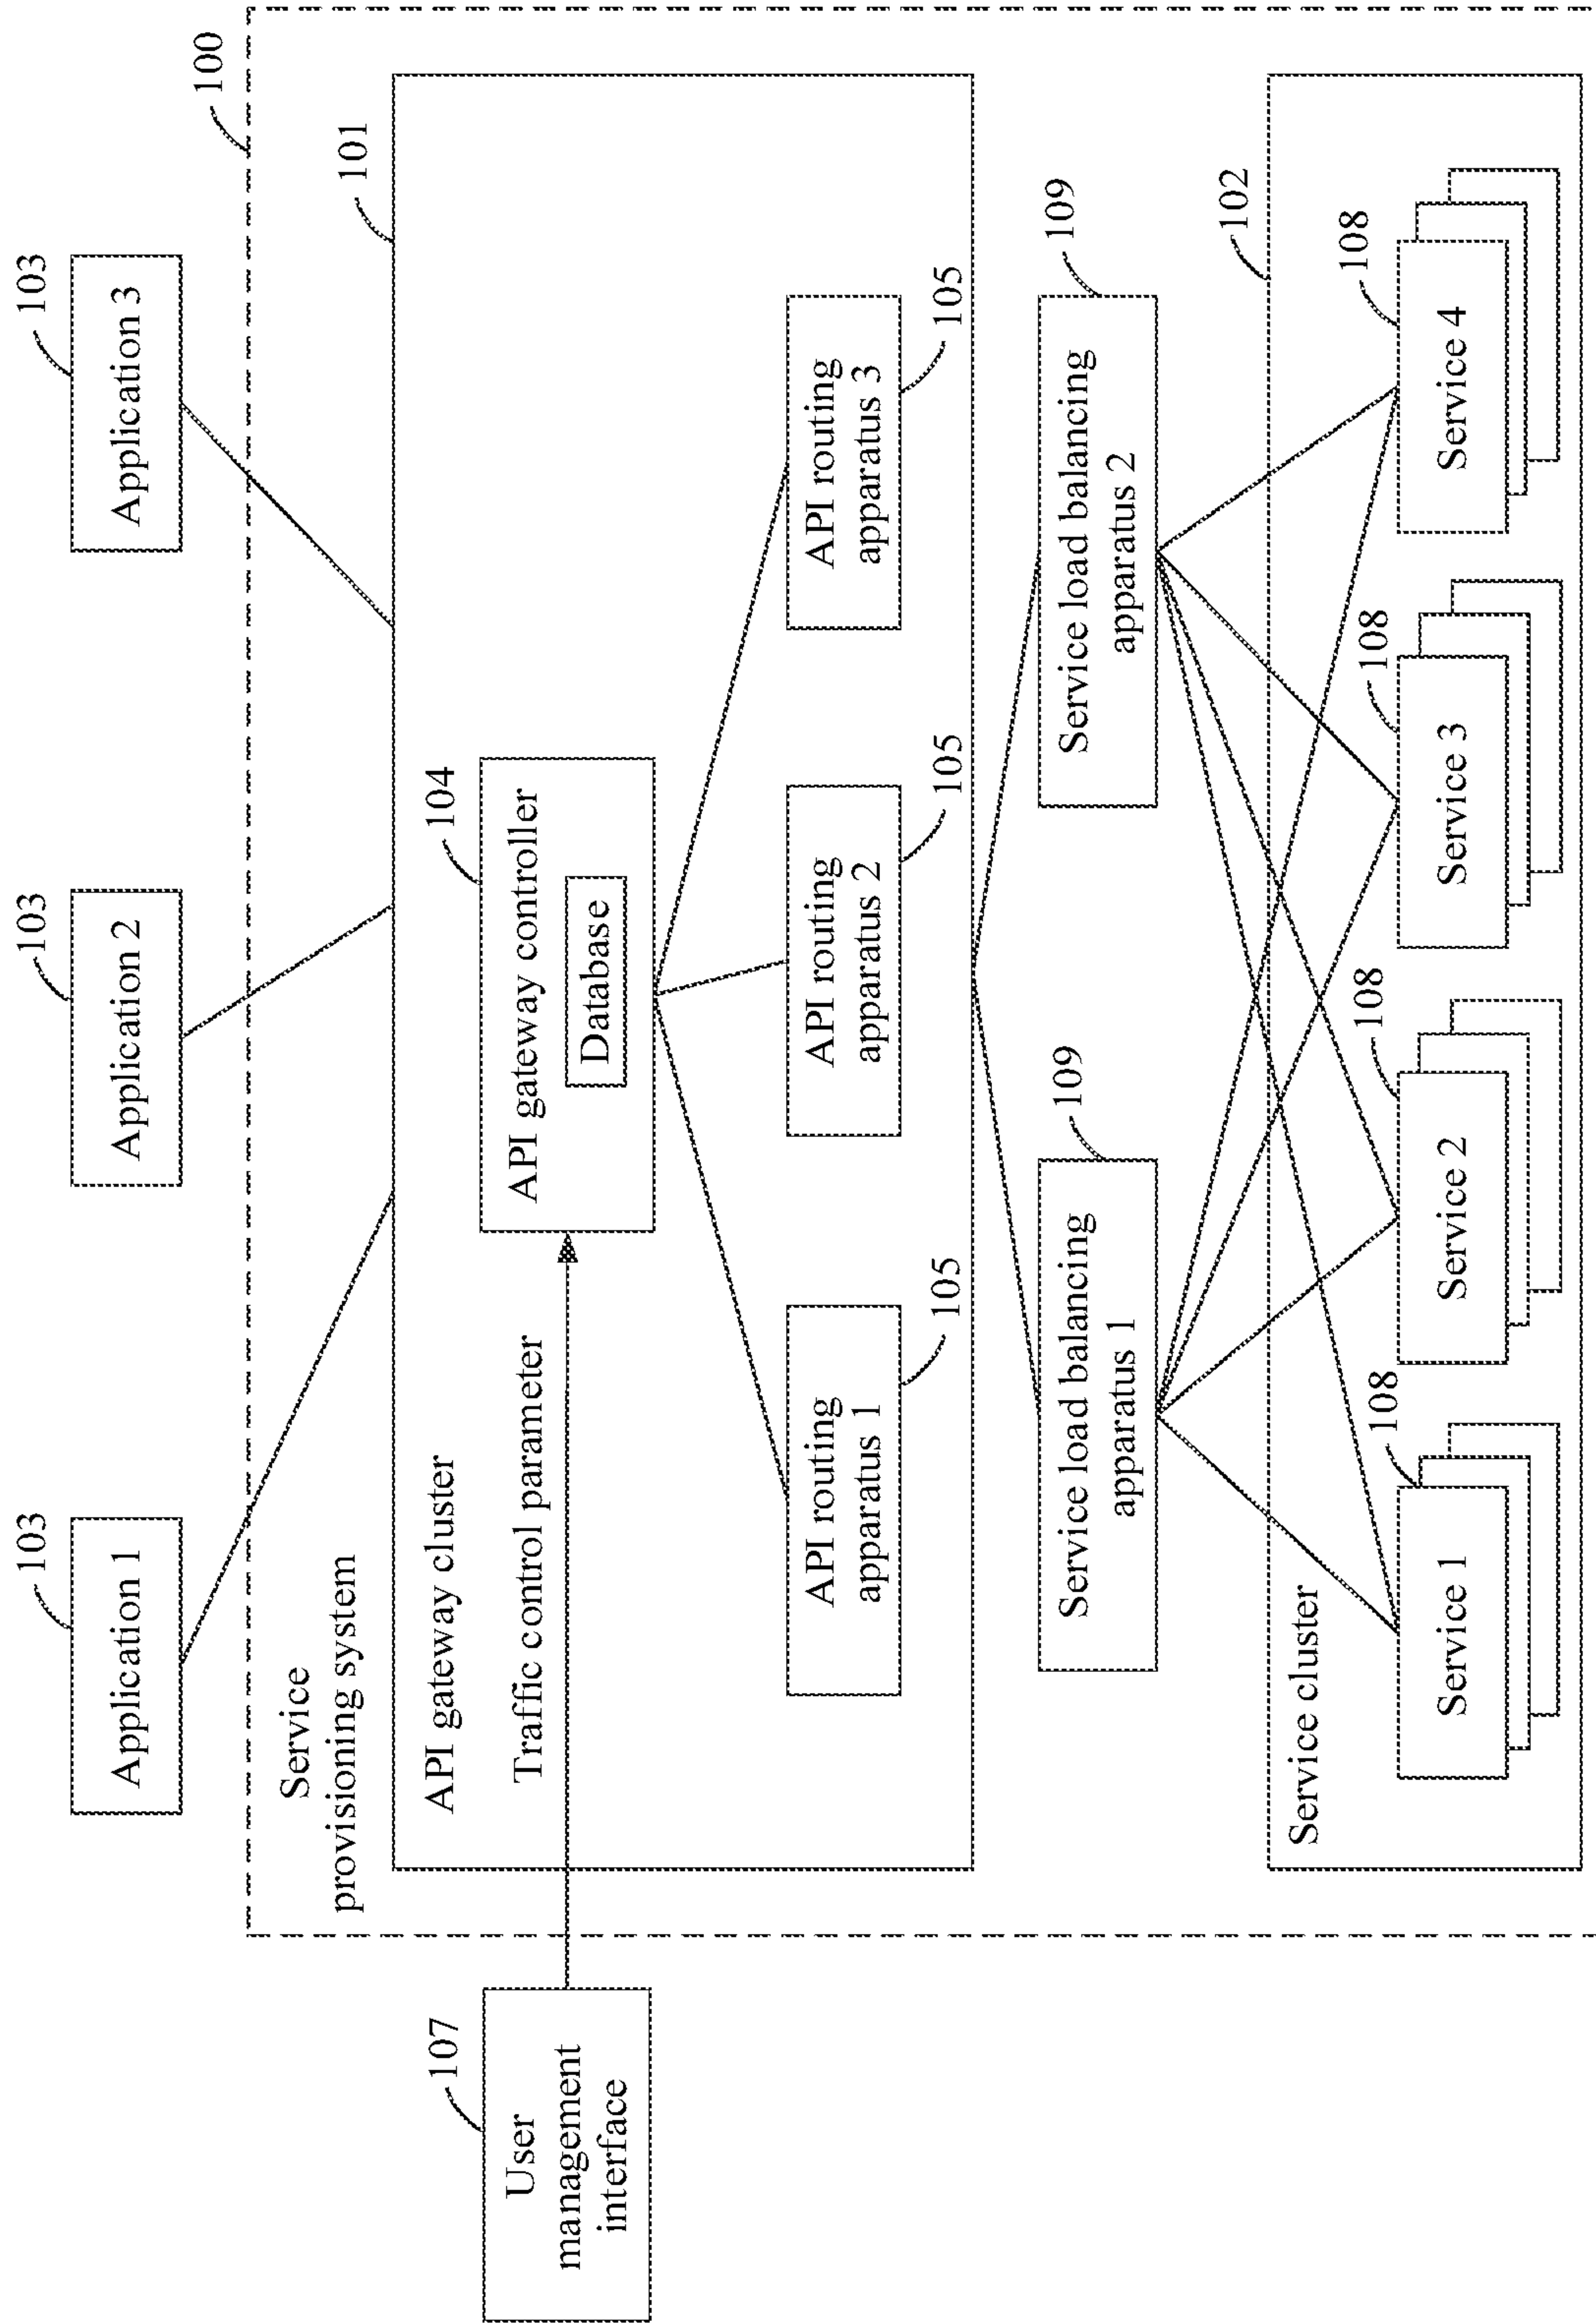 103
Application 1
103
Application 2
103
Application 3
100
Service
provisioning system
101
API gateway cluster
107
User
management
interface
Traffic control parameter
104
API gateway controller
Database
API routing
apparatus 1
105
API routing
apparatus 2
105
API routing
apparatus 3
105
109
Service load balancing
apparatus 1
109
Service load balancing
apparatus 2
102
Service cluster
108
Service 1
108
Service 2
108
Service 3
108
Service 4